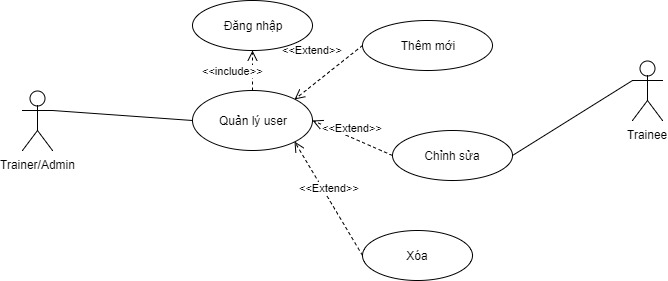 Đăng nhập
<<Extend>>
Thêm mới
<<include>>
Quản lý user
<<Extend>>
Trainee
Trainer/Admin
Chỉnh sửa
<<Extend>>
Xóa